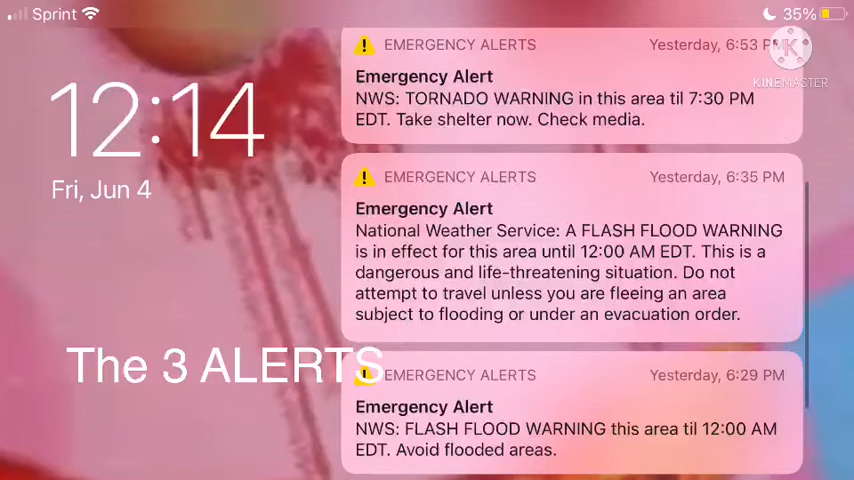 Sprint
35%
EMERGENCY ALERTS Yesterday, 6:53 PM
KINEMASTER
Emergency Alert
NWS: TORNADO WARNING in this area til 7:30 PM
EDT. Take shelter now. Check media.
12:14
Fri, Jun 4
EMERGENCY ALERTS Yesterday, 6:35 PM
Emergency Alert
National Weather Service: A FLASH FLOOD WARNING
is in effect for this area until 12:00 AM EDT. This is a
dangerous and life-threatening situation. Do not
attempt to travel unless you are fleeing an area
subject to flooding or under an evacuation order.
The 3 ALERTS
EMERGENCY ALERTS Yesterday, 6:29 PM
Emergency Alert
NWS: FLASH FLOOD WARNING this area til 12:00 AM
EDT. Avoid flooded areas.